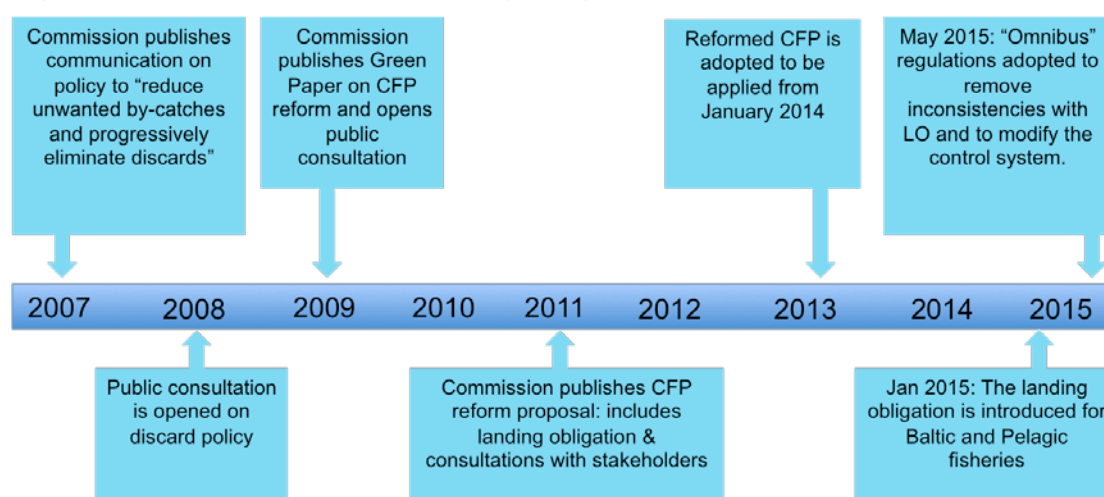 Commission publishes
communication on
policy to “reduce
unwanted by-catches
and progressively
eliminate discards”
Commission
publishes Green
Paper on CFP
reform and opens
public
consultation
Reformed CFP is
adopted to be
applied from
January 2014
May 2015: “Omnibus”
regulations adopted to
remove
inconsistencies with
LO and to modify the
control system.
2007 2008 2009 2010 2011 2012 2013 2014 2015
Public consultation
is opened on
discard policy
Commission publishes CFP
reform proposal: includes
landing obligation &
consultations with stakeholders
Jan 2015: The landing
obligation is introduced for
Baltic and Pelagic
fisheries